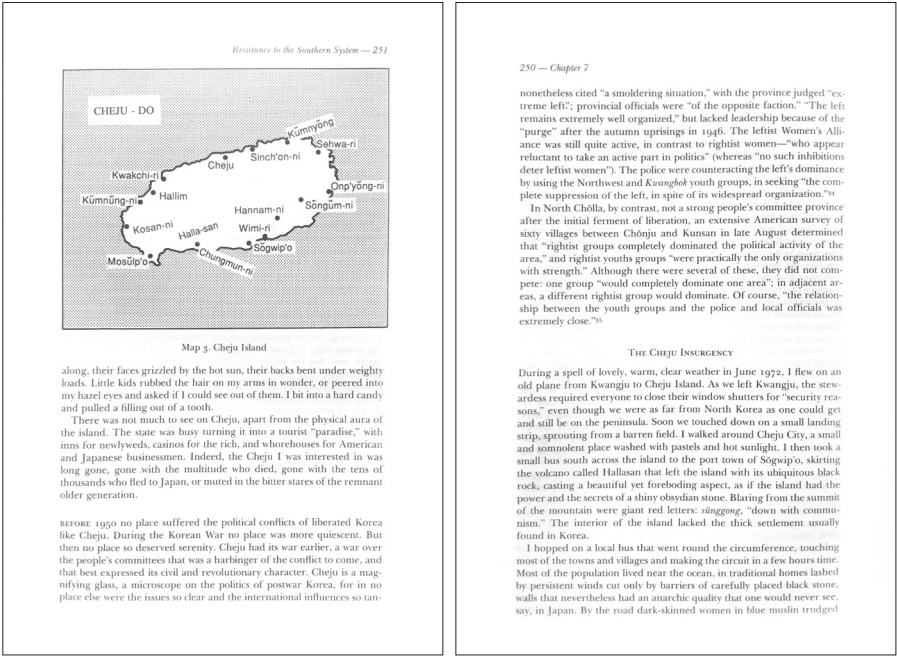 Resistance to the Southern System — 251
CHEJU - DO
Kŭmnyŏng
Sehwa-ri
Sinch'on-ni
Cheju
Kwakchi-ri
Onp'yŏng-ni
Hallim
Kŭmnŭng-ni
Sŏngŭm-ni
Hannam-ni
Kosan-ni
Halla-san
Wimi-ri
Sŏgwip'o
Mosŭlp'o
Chungmun-ni
Map 3. Cheju Island
along, their faces grizzled by the hot sun, their backs bent under weighty
loads. Little kids rubbed the hair on my arms in wonder, or peered into
my hazel eyes and asked if I could see out of them. I bit into a hard candy
and pulled a filling out of a tooth.
There was not much to see on Cheju, apart from the physical aura of
the island. The state was busy turning it into a tourist "paradise," with
inns for newlyweds, casinos for the rich, and whorehouses for American
and Japanese businessmen. Indeed, the Cheju I was interested in was
long gone, gone with the multitude who died, gone with the tens of
thousands who fled to Japan, or muted in the bitter stares of the remnant
older generation.
BEFORE 1950 no place suffered the political conflicts of liberated Korea
like Cheju. During the Korean War no place was more quiescent. But
then no place so deserved serenity. Cheju had its war earlier, a war over
the people's committees that was a harbinger of the conflict to come, and
that best expressed its civil and revolutionary character. Cheju is a mag-
nifying glass, a microscope on the politics of postwar Korea, for in no
place else were the issues so clear and the international influences so tan-
250 — Chapter 7
nonetheless cited "a smoldering situation," with the province judged "ex-
treme left"; provincial officials were "of the opposite faction." "The left
remains extremely well organized," but lacked leadership because of the
"purge" after the autumn uprisings in 1946. The leftist Women's Alli-
ance was still quite active, in contrast to rightist women—"who appear
reluctant to take an active part in politics" (whereas "no such inhibitions
deter leftist women"). The police were counteracting the left's dominance
by using the Northwest and Kwangbok youth groups, in seeking "the com-
plete suppression of the left, in spite of its widespread organization."34
In North Chŏlla, by contrast, not a strong people's committee province
after the initial ferment of liberation, an extensive American survey of
sixty villages between Chŏnju and Kunsan in late August determined
that "rightist groups completely dominated the political activity of the
area," and rightist youths groups "were practically the only organizations
with strength." Although there were several of these, they did not com-
pete: one group "would completely dominate one area"; in adjacent ar-
eas, a different rightist group would dominate. Of course, "the relation-
ship between the youth groups and the police and local officials was
extremely close."35
THE CHEJU INSURGENCY
During a spell of lovely, warm, clear weather in June 1972, I flew on an
old plane from Kwangju to Cheju Island. As we left Kwangju, the stew-
ardess required everyone to close their window shutters for "security rea-
sons," even though we were as far from North Korea as one could get
and still be on the peninsula. Soon we touched down on a small landing
strip, sprouting from a barren field. I walked around Cheju City, a small
and somnolent place washed with pastels and hot sunlight. I then took a
small bus south across the island to the port town of Sŏgwip'o, skirting
the volcano called Hallasan that left the island with its ubiquitous black
rock, casting a beautiful yet foreboding aspect, as if the island had the
power and the secrets of a shiny obsydian stone. Blaring from the summit
of the mountain were giant red letters: sŭnggong, "down with commu-
nism." The interior of the island lacked the thick settlement usually
found in Korea.
I hopped on a local bus that went round the circumference, touching
most of the towns and villages and making the circuit in a few hours time.
Most of the population lived near the ocean, in traditional homes lashed
by persistent winds cut only by barriers of carefully placed black stone,
walls that nevertheless had an anarchic quality that one would never see,
say, in Japan. By the road dark-skinned women in blue muslin trudged